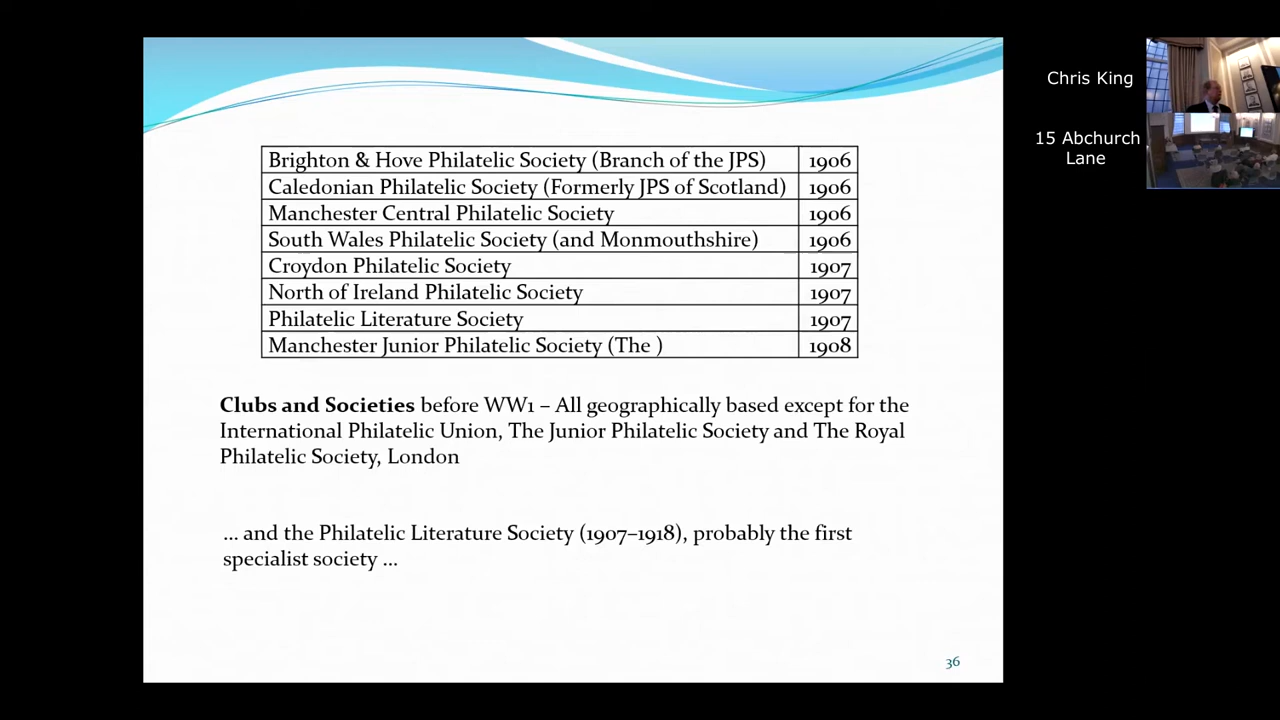 Chris King
15 Abchurch
Lane
Brighton & Hove Philatelic Society (Branch of the JPS) 1906
Caledonian Philatelic Society (Formerly JPS of Scotland) 1906
Manchester Central Philatelic Society 1906
South Wales Philatelic Society (and Monmouthshire) 1906
Croydon Philatelic Society 1907
North of Ireland Philatelic Society 1907
Philatelic Literature Society 1907
Manchester Junior Philatelic Society (The ) 1908
Clubs and Societies before WW1 – All geographically based except for the
International Philatelic Union, The Junior Philatelic Society and The Royal
Philatelic Society, London
... and the Philatelic Literature Society (1907–1918), probably the first
specialist society ...
36